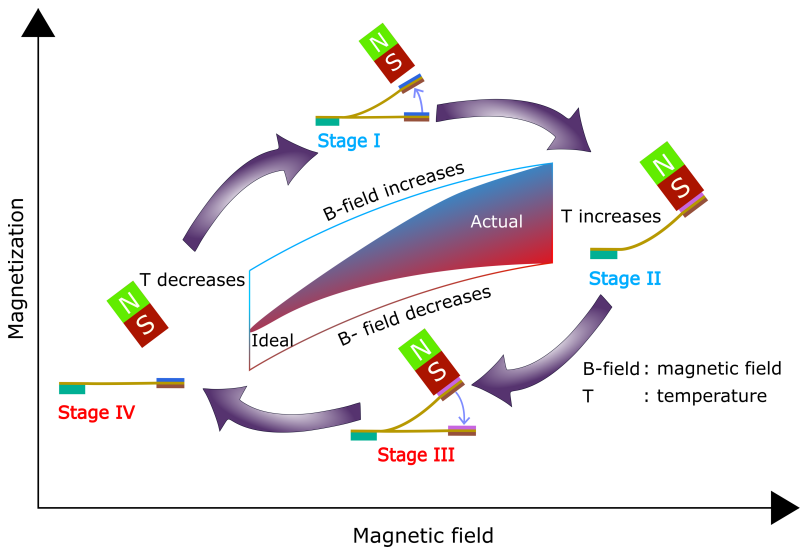 N
S
Stage I
B-field increases
Actual
T increases
N
S
Stage II
T decreases
N
S
Ideal
B- field decreases
N
S
Stage III
Stage IV
B-field : magnetic field
T : temperature
Magnetization
Magnetic field